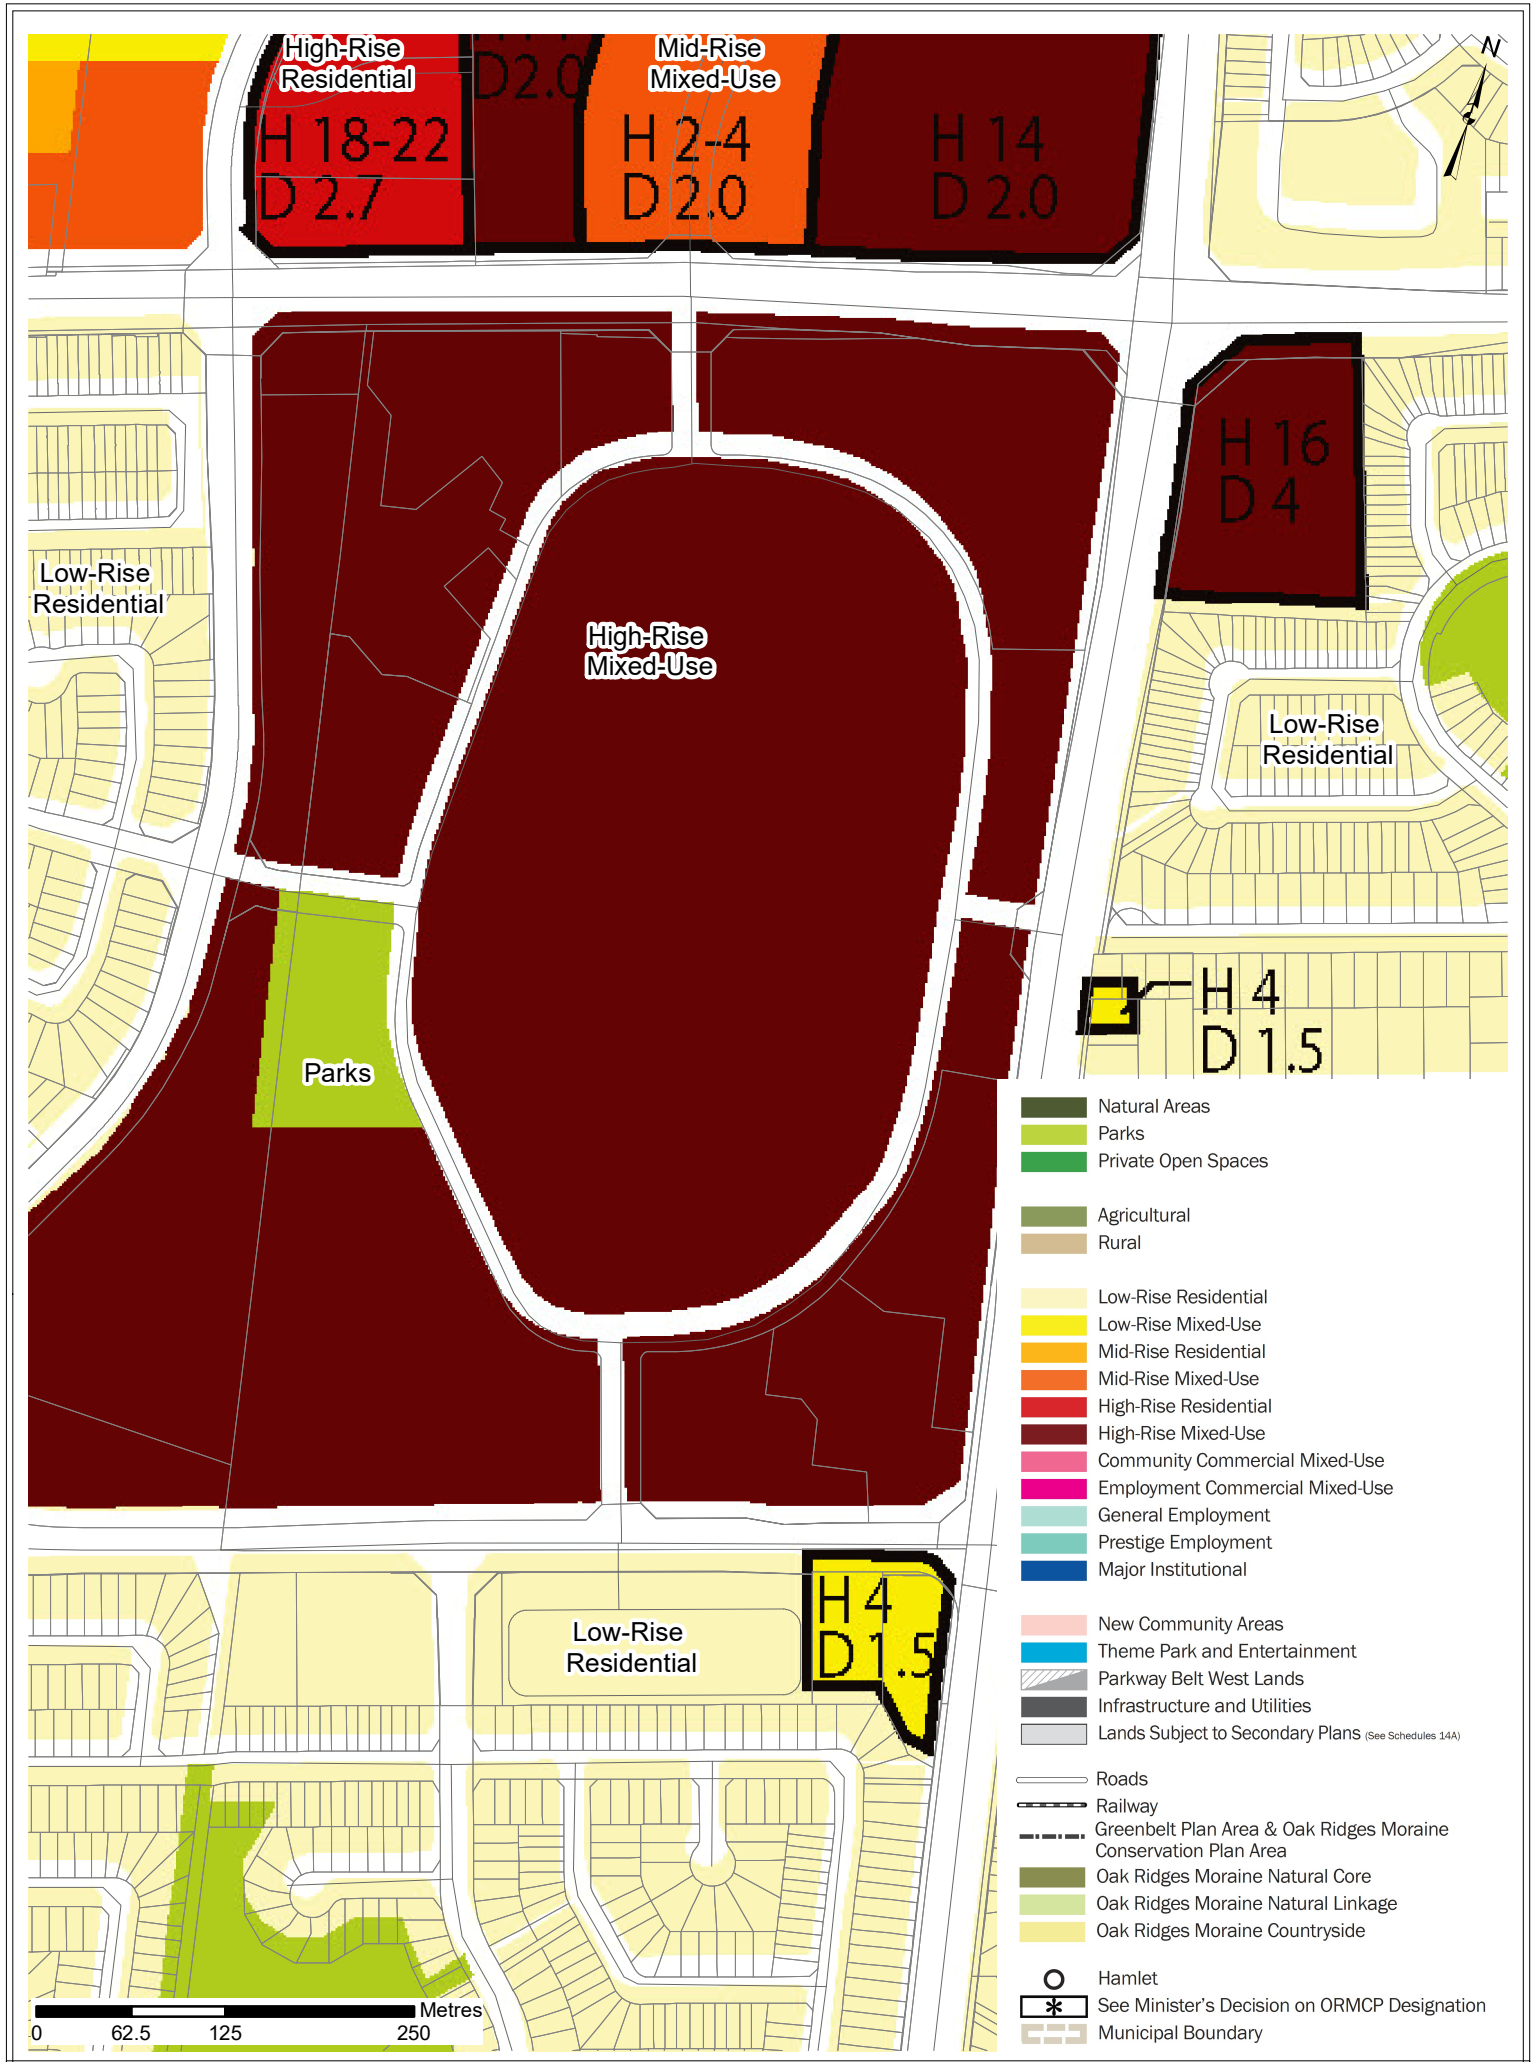 High-Rise
Residential
H 18-22
D 2.7
D2.0
Mid-Rise
Mixed-Use
H 2-4
D 2.0
H 14
D 2.0
N
H 16
D 4
Low-Rise
Residential
High-Rise
Mixed-Use
Low-Rise
Residential
H 4
D 1.5
Parks
Natural Areas
Parks
Private Open Spaces
Agricultural
Rural
Low-Rise Residential
Low-Rise Mixed-Use
Mid-Rise Residential
Mid-Rise Mixed-Use
High-Rise Residential
High-Rise Mixed-Use
Community Commercial Mixed-Use
Employment Commercial Mixed-Use
General Employment
Prestige Employment
Major Institutional
New Community Areas
Theme Park and Entertainment
Parkway Belt West Lands
Infrastructure and Utilities
Lands Subject to Secondary Plans (See Schedules 14A)
Roads
Railway
Greenbelt Plan Area & Oak Ridges Moraine
Conservation Plan Area
Oak Ridges Moraine Natural Core
Oak Ridges Moraine Natural Linkage
Oak Ridges Moraine Countryside
Hamlet
See Minister's Decision on ORMCP Designation
Municipal Boundary
H 4
D 1.5
Low-Rise
Residential
Metres
0 62.5 125 250